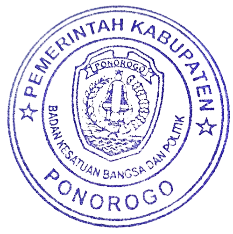 PEMERINTAH KABUPATEN
PONOROGO
BADAN KESATUAN BANGSA DAN POLITIK
PONOROGO